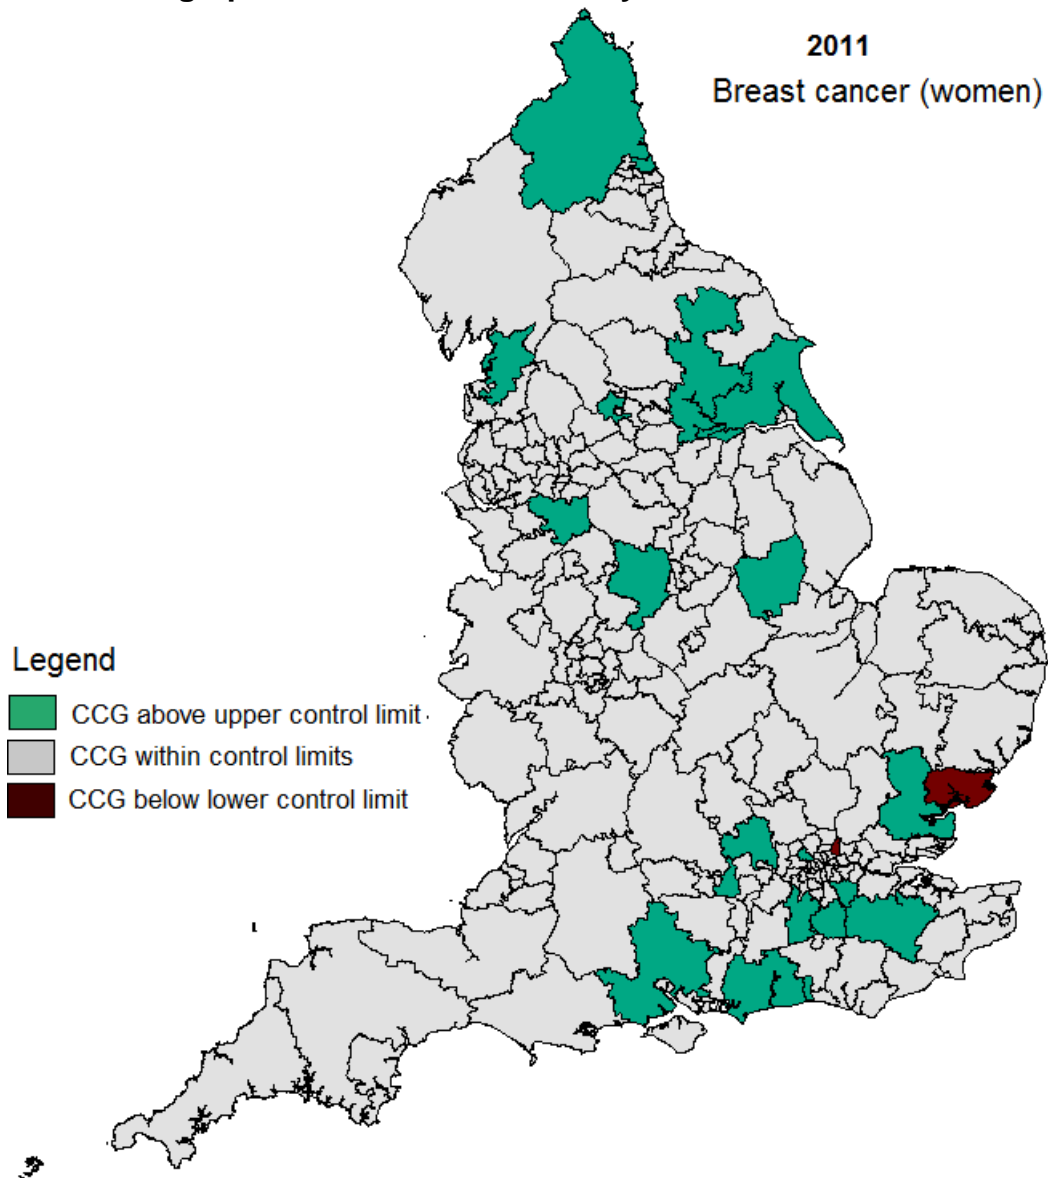 2011
Breast cancer (women)
Legend
CCG above upper control limit
CCG within control limits
CCG below lower control limit